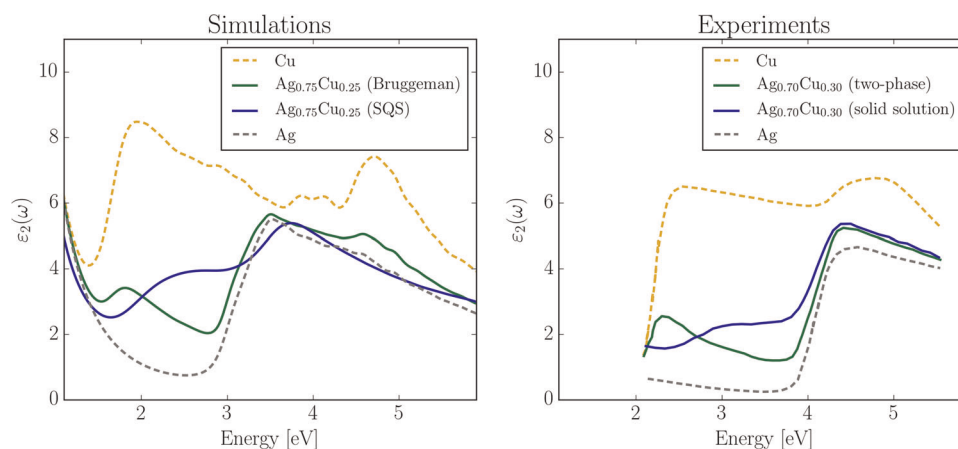 Simulations
10
8
6
4
2
0
ε₂(ω)
Cu
Ag₀.₇₅Cu₀.₂₅ (Bruggeman)
Ag₀.₇₅Cu₀.₂₅ (SQS)
Ag
2 3 4 5
Energy [eV]
Experiments
10
8
6
4
2
0
ε₂(ω)
Cu
Ag₀.₇₀Cu₀.₃₀ (two-phase)
Ag₀.₇₀Cu₀.₃₀ (solid solution)
Ag
2 3 4 5
Energy [eV]